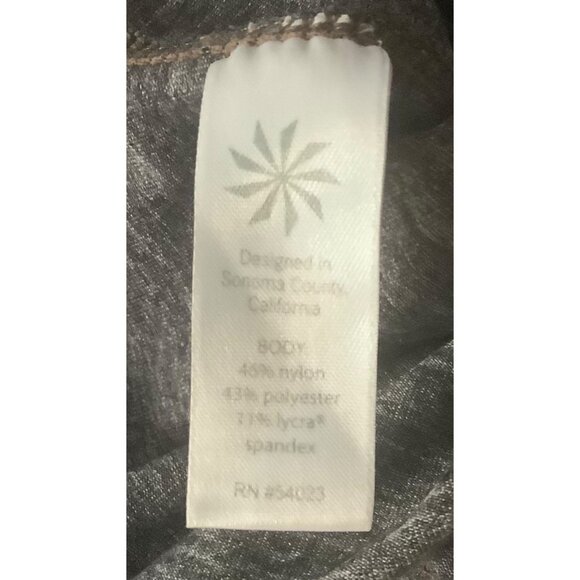 Designed in
Sonoma County,
California
BODY
46% nylon
43% polyester
11% lycra®
spandex
RN #54023